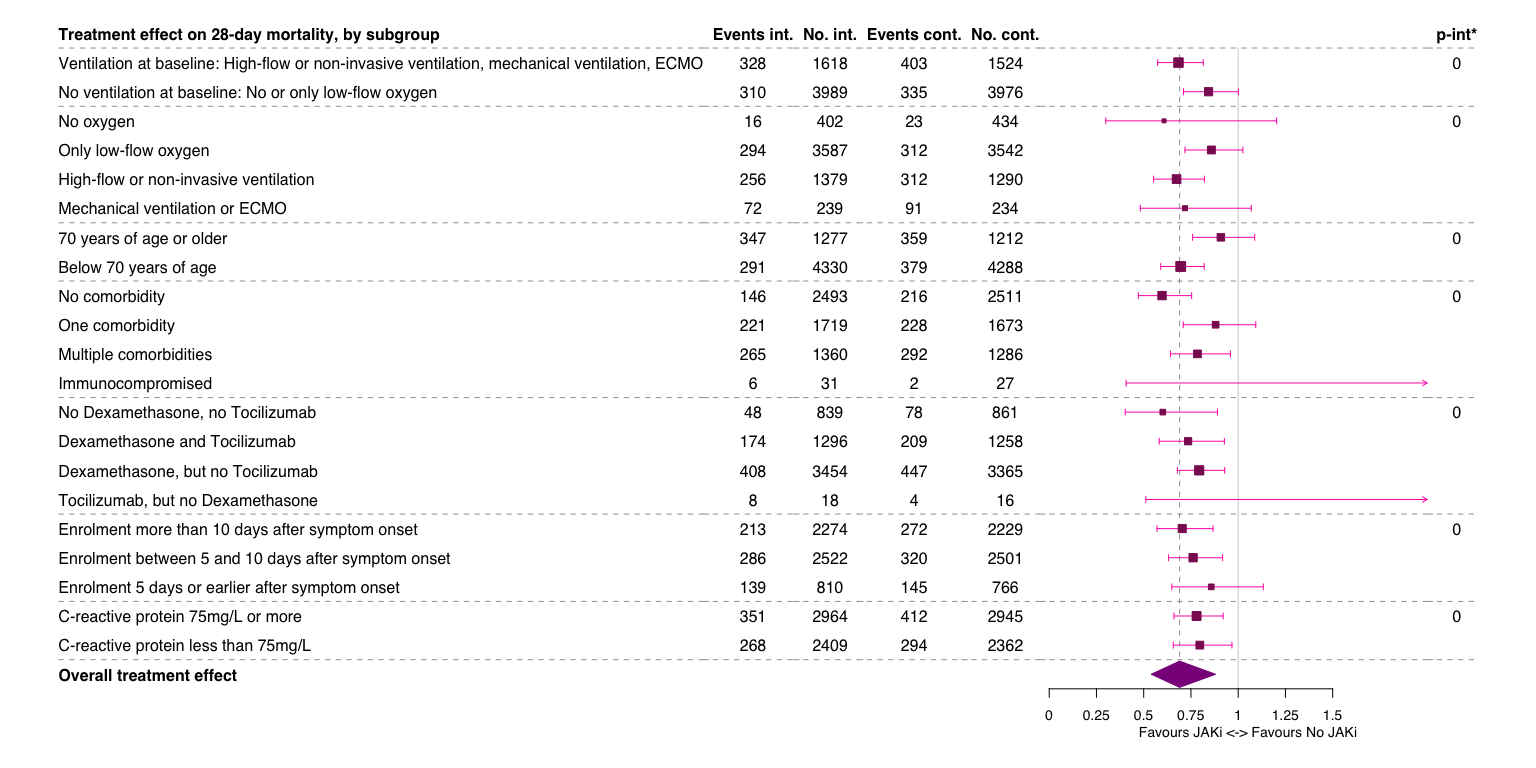 Treatment effect on 28-day mortality, by subgroup Events int. No. int. Events cont. No. cont. p-int*
Ventilation at baseline: High-flow or non-invasive ventilation, mechanical ventilation, ECMO 328 1618 403 1524 0
No ventilation at baseline: No or only low-flow oxygen 310 3989 335 3976
No oxygen 16 402 23 434 0
Only low-flow oxygen 294 3587 312 3542
High-flow or non-invasive ventilation 256 1379 312 1290
Mechanical ventilation or ECMO 72 239 91 234
70 years of age or older 347 1277 359 1212 0
Below 70 years of age 291 4330 379 4288
No comorbidity 146 2493 216 2511 0
One comorbidity 221 1719 228 1673
Multiple comorbidities 265 1360 292 1286
Immunocompromised 6 31 2 27
No Dexamethasone, no Tocilizumab 48 839 78 861 0
Dexamethasone and Tocilizumab 174 1296 209 1258
Dexamethasone, but no Tocilizumab 408 3454 447 3365
Tocilizumab, but no Dexamethasone 8 18 4 16
Enrolment more than 10 days after symptom onset 213 2274 272 2229 0
Enrolment between 5 and 10 days after symptom onset 286 2522 320 2501
Enrolment 5 days or earlier after symptom onset 139 810 145 766
C-reactive protein 75mg/L or more 351 2964 412 2945 0
C-reactive protein less than 75mg/L 268 2409 294 2362
Overall treatment effect
0 0.25 0.5 0.75 1 1.25 1.5
Favours JAKi <-> Favours No JAKi